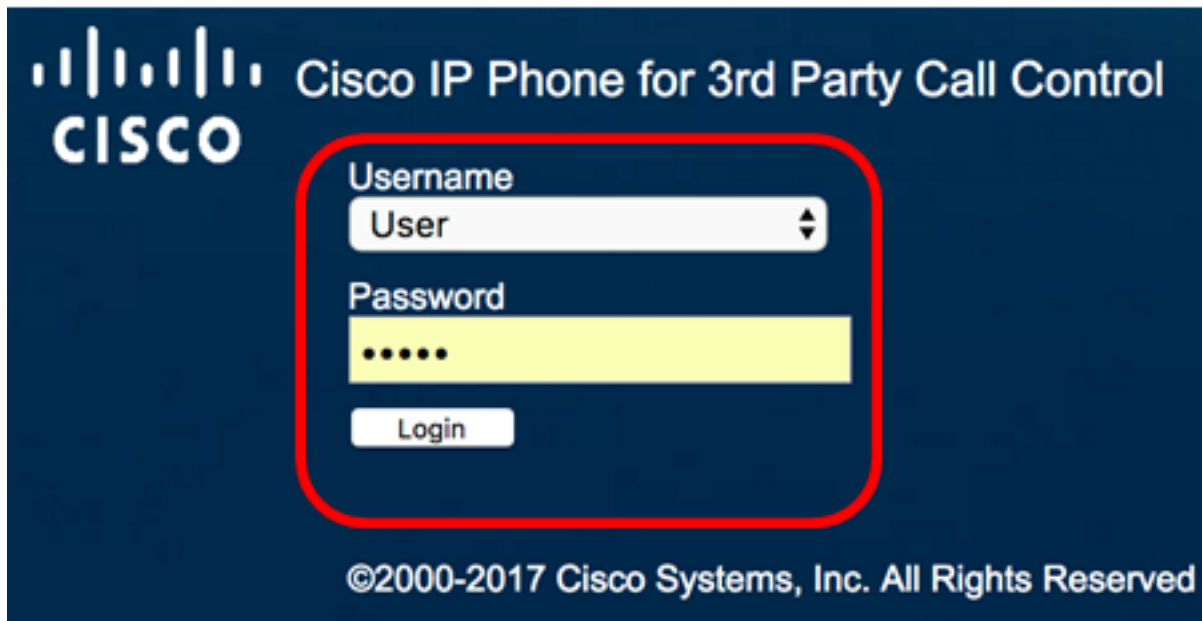 CISCO
Cisco IP Phone for 3rd Party Call Control
Username
User
Password
•••••
Login
©2000-2017 Cisco Systems, Inc. All Rights Reserved